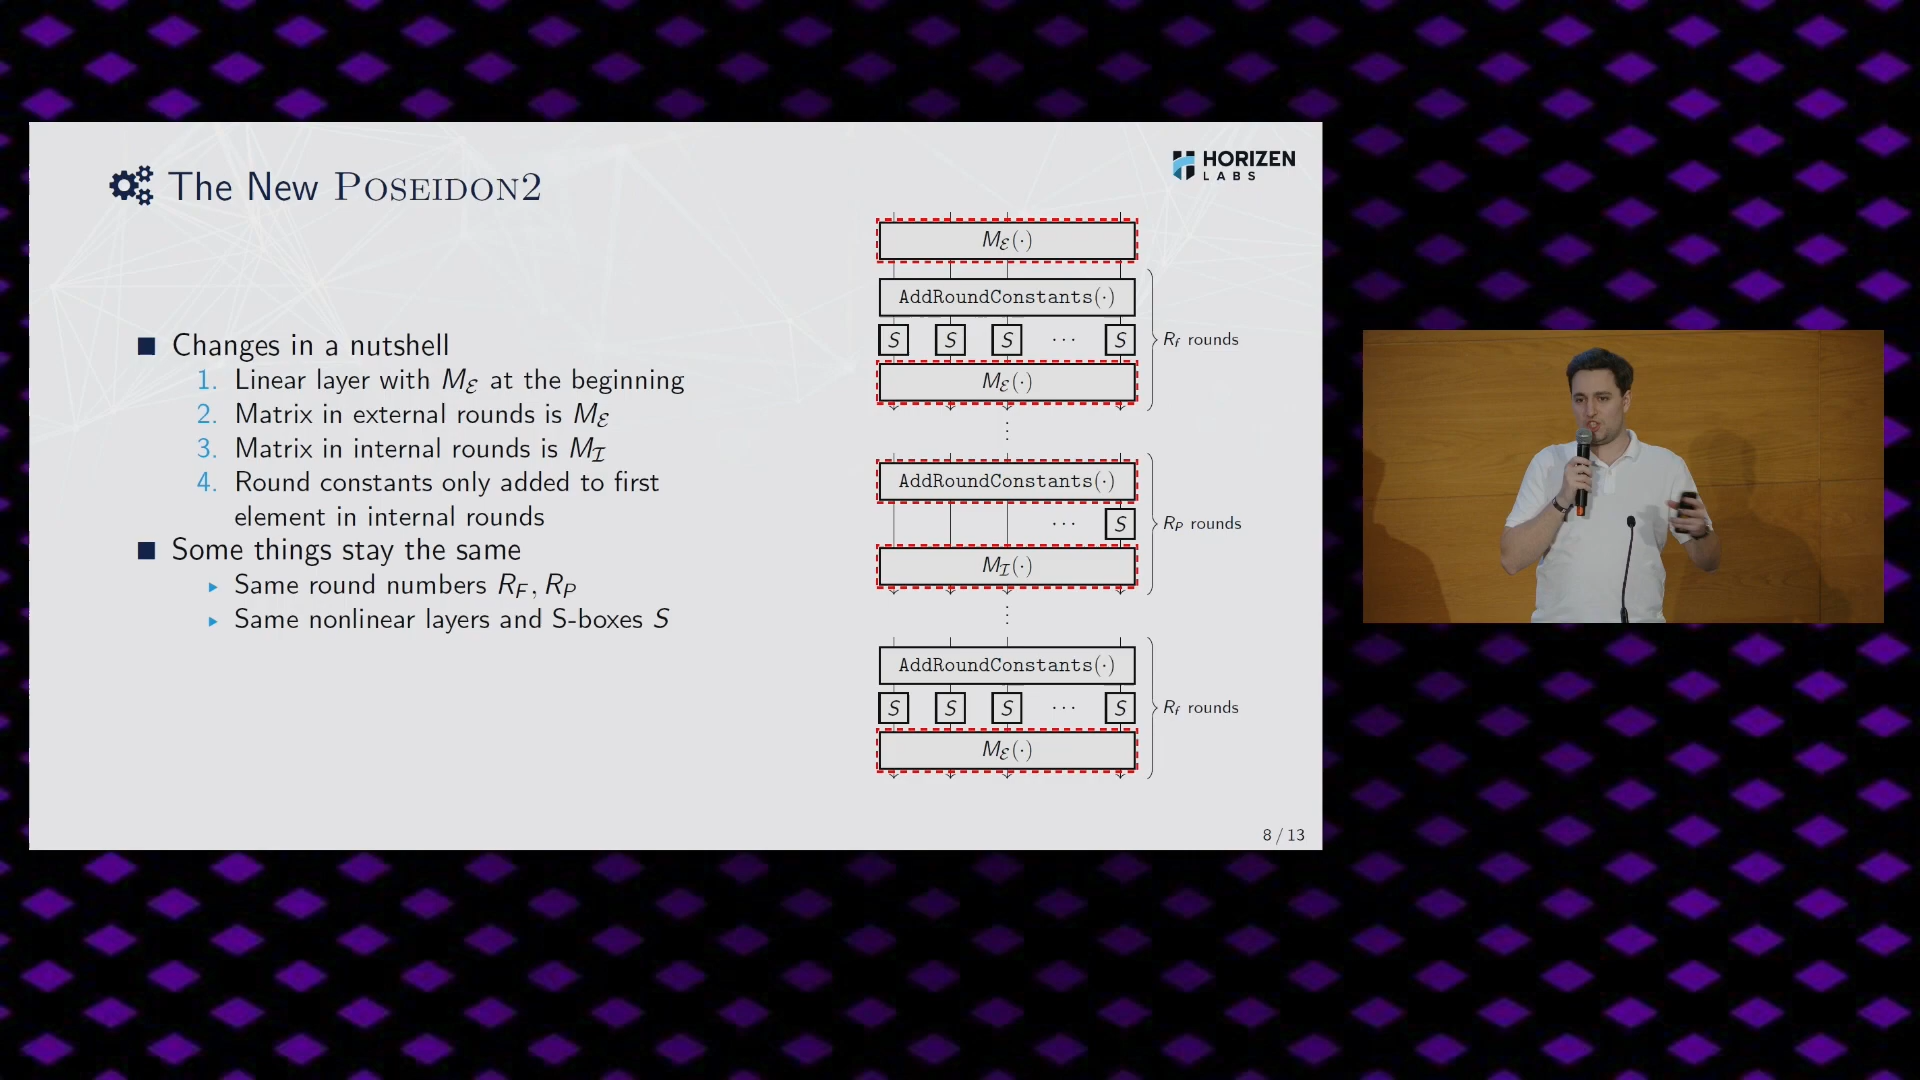 The New POSEIDON2
HORIZEN
LABS
■ Changes in a nutshell
1. Linear layer with M_ℰ at the beginning
2. Matrix in external rounds is M_ℰ
3. Matrix in internal rounds is M_ℐ
4. Round constants only added to first
element in internal rounds
■ Some things stay the same
▸ Same round numbers R_F, R_P
▸ Same nonlinear layers and S-boxes S
M_ℰ(·)
AddRoundConstants(·)
S S S ··· S
R_f rounds
M_ℰ(·)
⋮
AddRoundConstants(·)
··· S
R_P rounds
M_ℐ(·)
⋮
AddRoundConstants(·)
S S S ··· S
R_f rounds
M_ℰ(·)
8 / 13